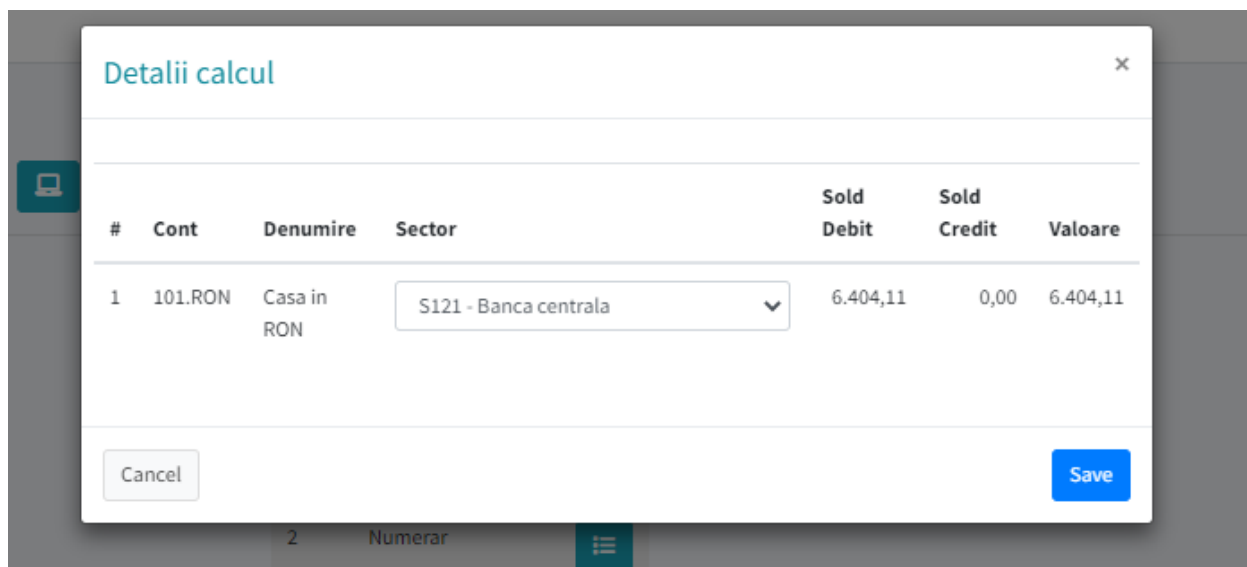 Detalii calcul ×
# Cont Denumire Sector Sold Debit Sold Credit Valoare
1 101.RON Casa in RON S121 - Banca centrala 6.404,11 0,00 6.404,11
Cancel Save
2 Numerar